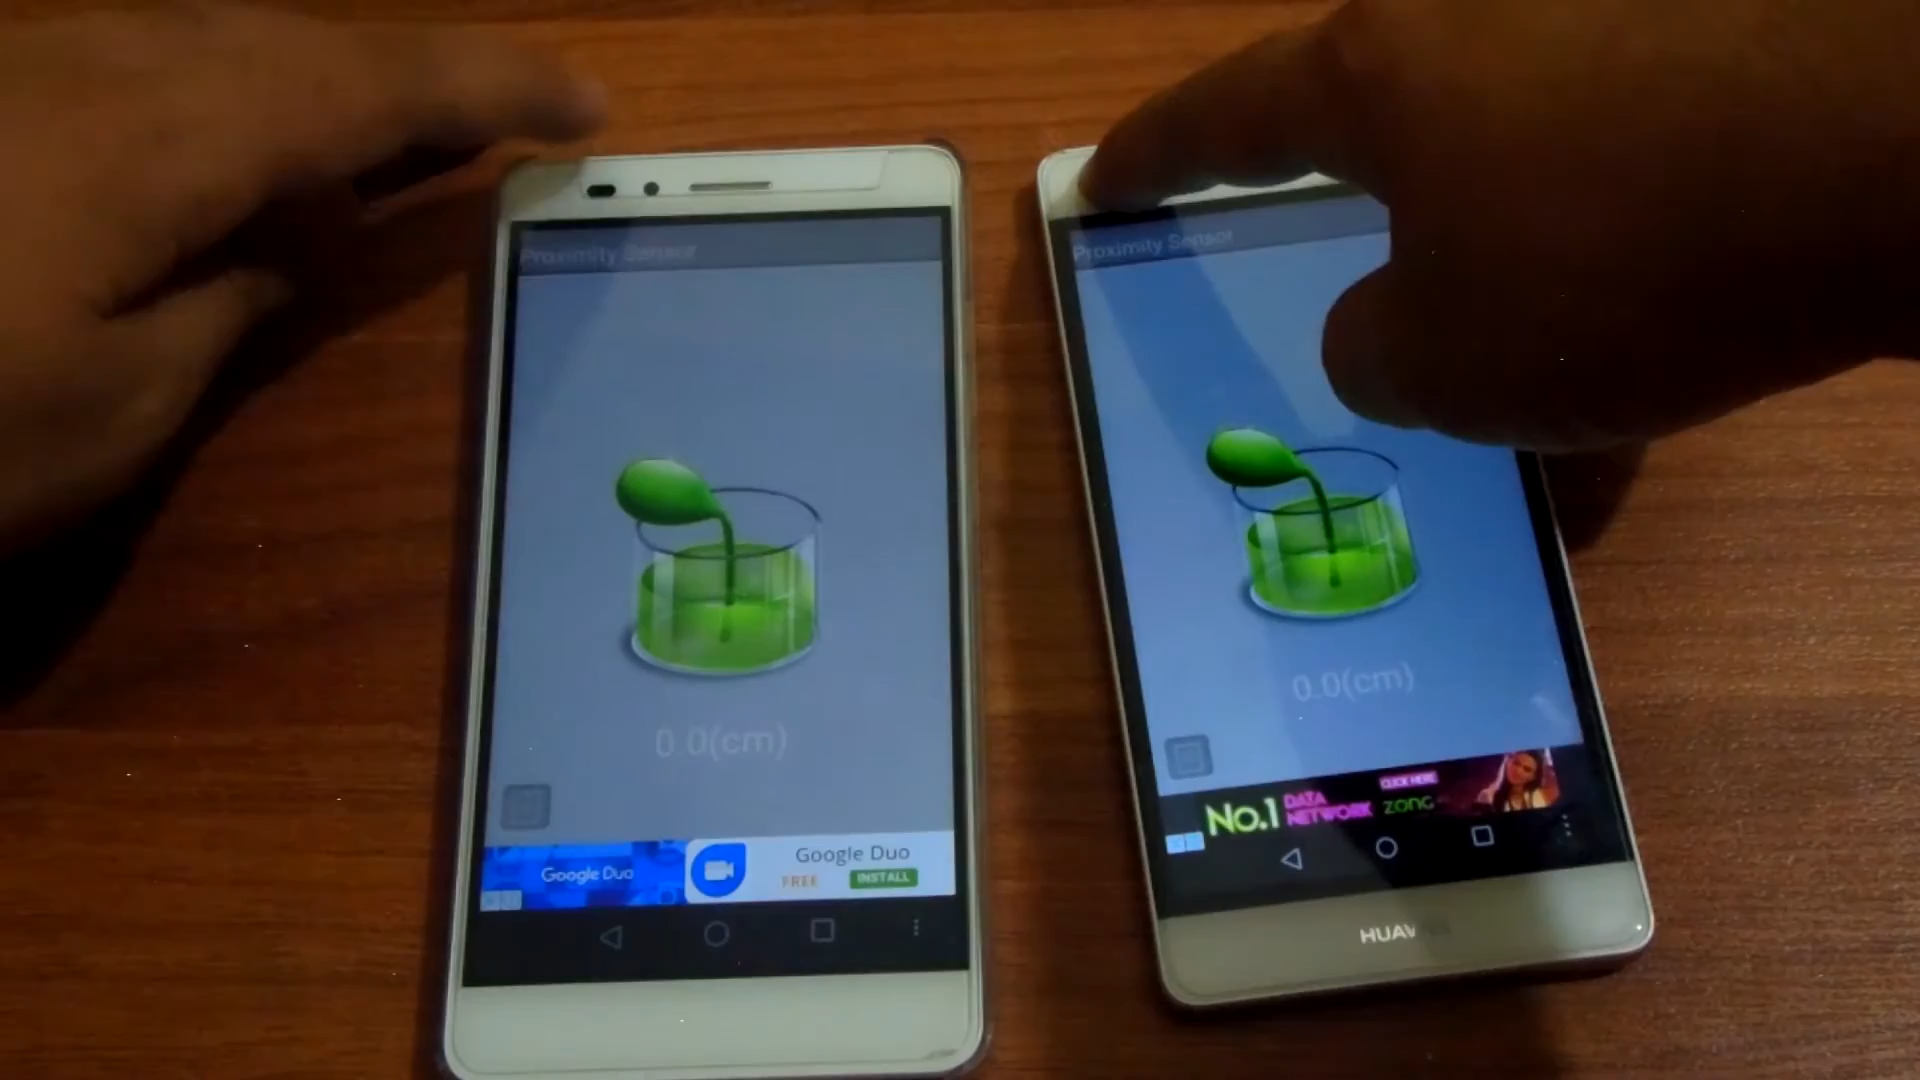 Proximity Sensor
0.0(cm)
Google Duo
Google Duo
FREE
INSTALL
Proximity Sensor
0.0(cm)
No.1
DATA
NETWORK
CLICK HERE
zong